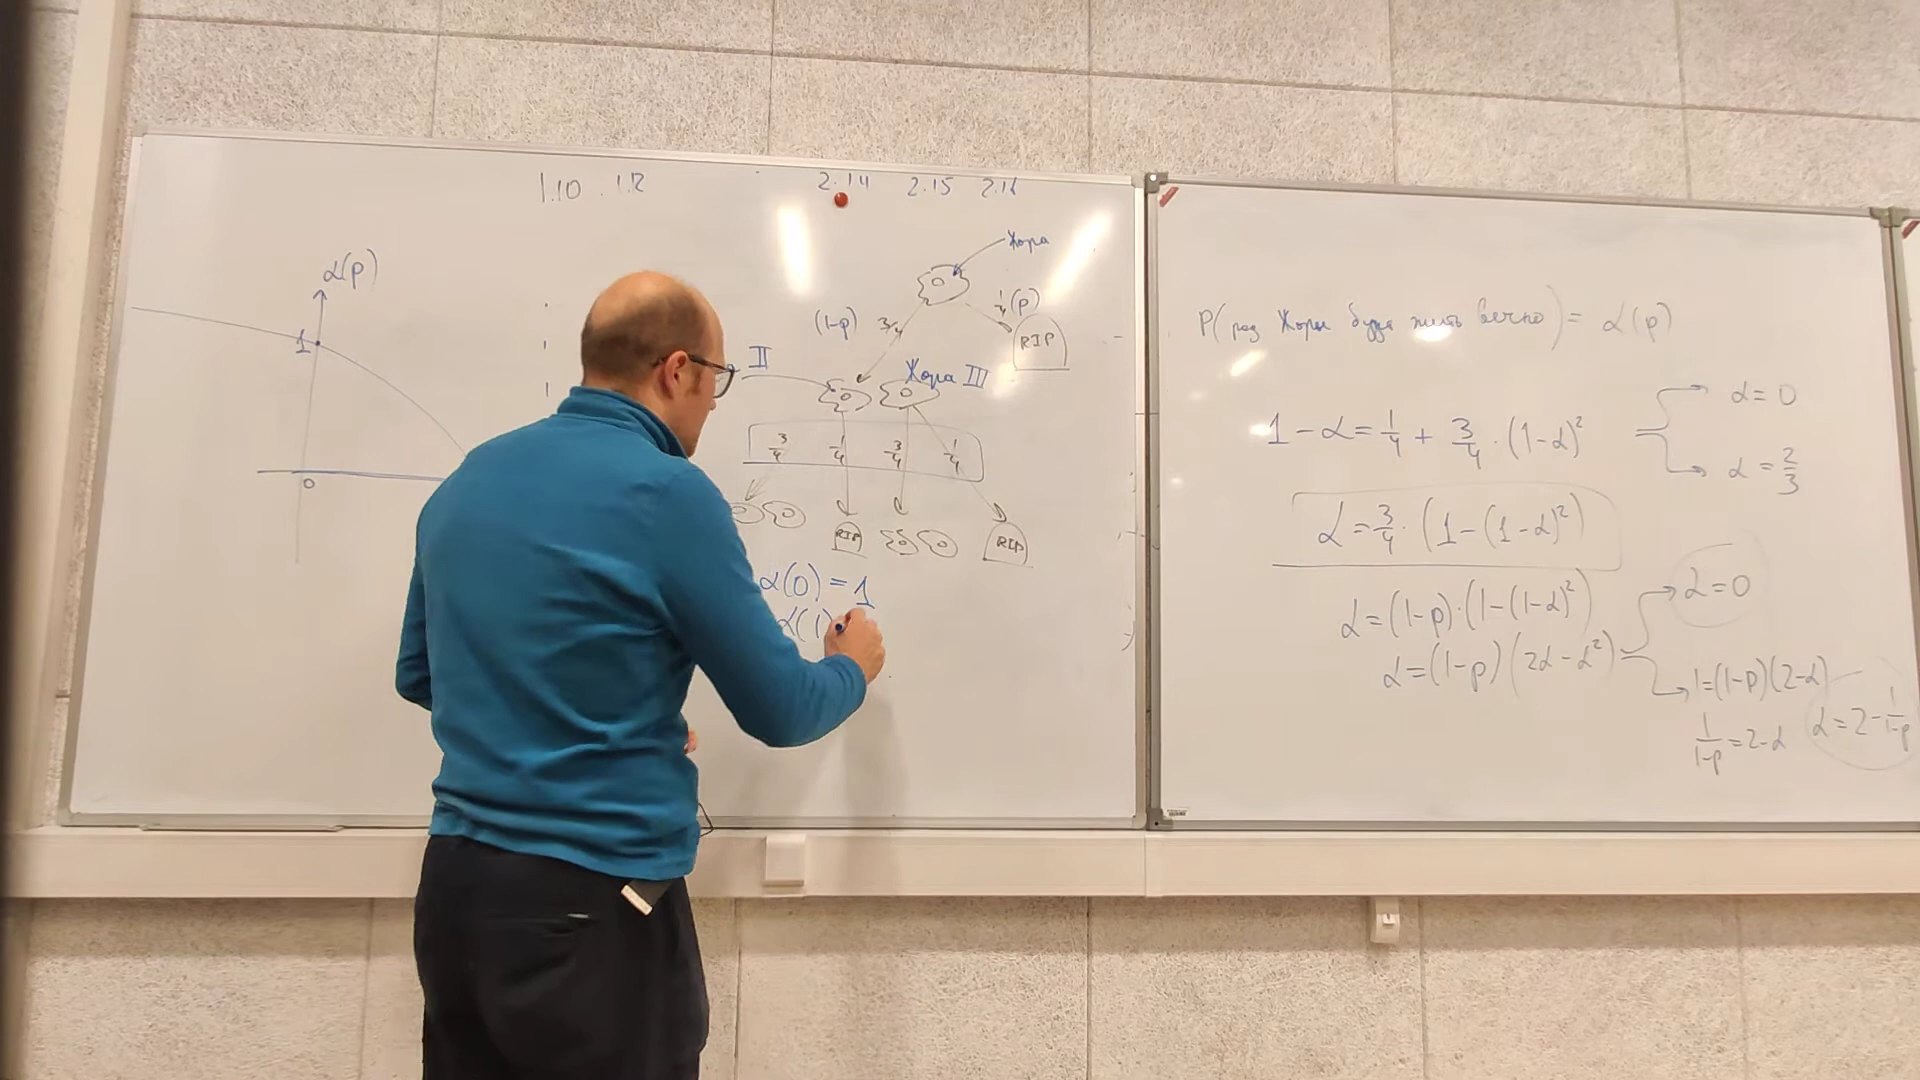 1.10 . 1.12
2.14 2.15 2.16
α(p)
1
0
Жора
(1-p) 3/4
1/4 (p)
RIP
II
Жора III
3/4 1/4 3/4 1/4
RIP
RIP
α(0) = 1
α(1)
P(род Жоры будет жить вечно) = α(p)
1 - α = 1/4 + 3/4 · (1-α)²
α = 0
α = 2/3
α = 3/4 · (1 - (1-α)²)
α = (1-p) · (1 - (1-α)²)
α = 0
α = (1-p) (2α - α²)
1 = (1-p)(2-α)
1/(1-p) = 2-α
α = 2 - 1/(1-p)